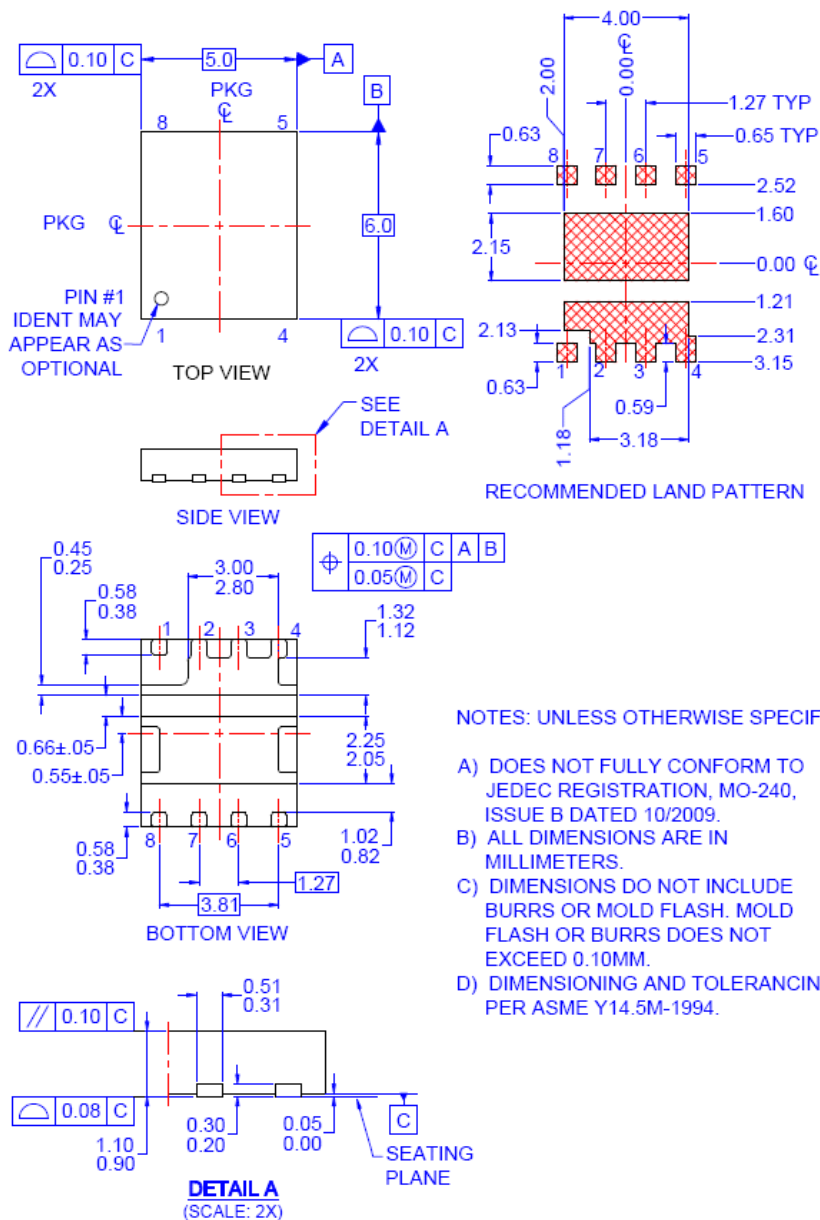 0.10 C
2X
5.0
A
PKG
℄
B
8
5
PKG ℄
6.0
PIN #1
IDENT MAY
APPEAR AS
OPTIONAL
1
4
0.10 C
2X
TOP VIEW
4.00
℄
0.00
2.00
1.27 TYP
0.65 TYP
0.63
8
7
6
5
2.52
1.60
2.15
0.00 ℄
1.21
2.13
2.31
3.15
0.63
1
2
3
4
0.59
1.18
3.18
RECOMMENDED LAND PATTERN
SEE
DETAIL A
SIDE VIEW
0.10Ⓜ C A B
0.05Ⓜ C
0.45
0.25
3.00
2.80
0.58
0.38
1.32
1.12
1
2
3
4
0.66±.05
0.55±.05
2.25
2.05
0.58
0.38
8
7
6
5
1.02
0.82
1.27
3.81
BOTTOM VIEW
NOTES: UNLESS OTHERWISE SPECIF
A) DOES NOT FULLY CONFORM TO
JEDEC REGISTRATION, MO-240,
ISSUE B DATED 10/2009.
B) ALL DIMENSIONS ARE IN
MILLIMETERS.
C) DIMENSIONS DO NOT INCLUDE
BURRS OR MOLD FLASH. MOLD
FLASH OR BURRS DOES NOT
EXCEED 0.10MM.
D) DIMENSIONING AND TOLERANCIN
PER ASME Y14.5M-1994.
// 0.10 C
0.51
0.31
0.08 C
1.10
0.90
0.30
0.20
0.05
0.00
C
SEATING
PLANE
DETAIL A
(SCALE: 2X)